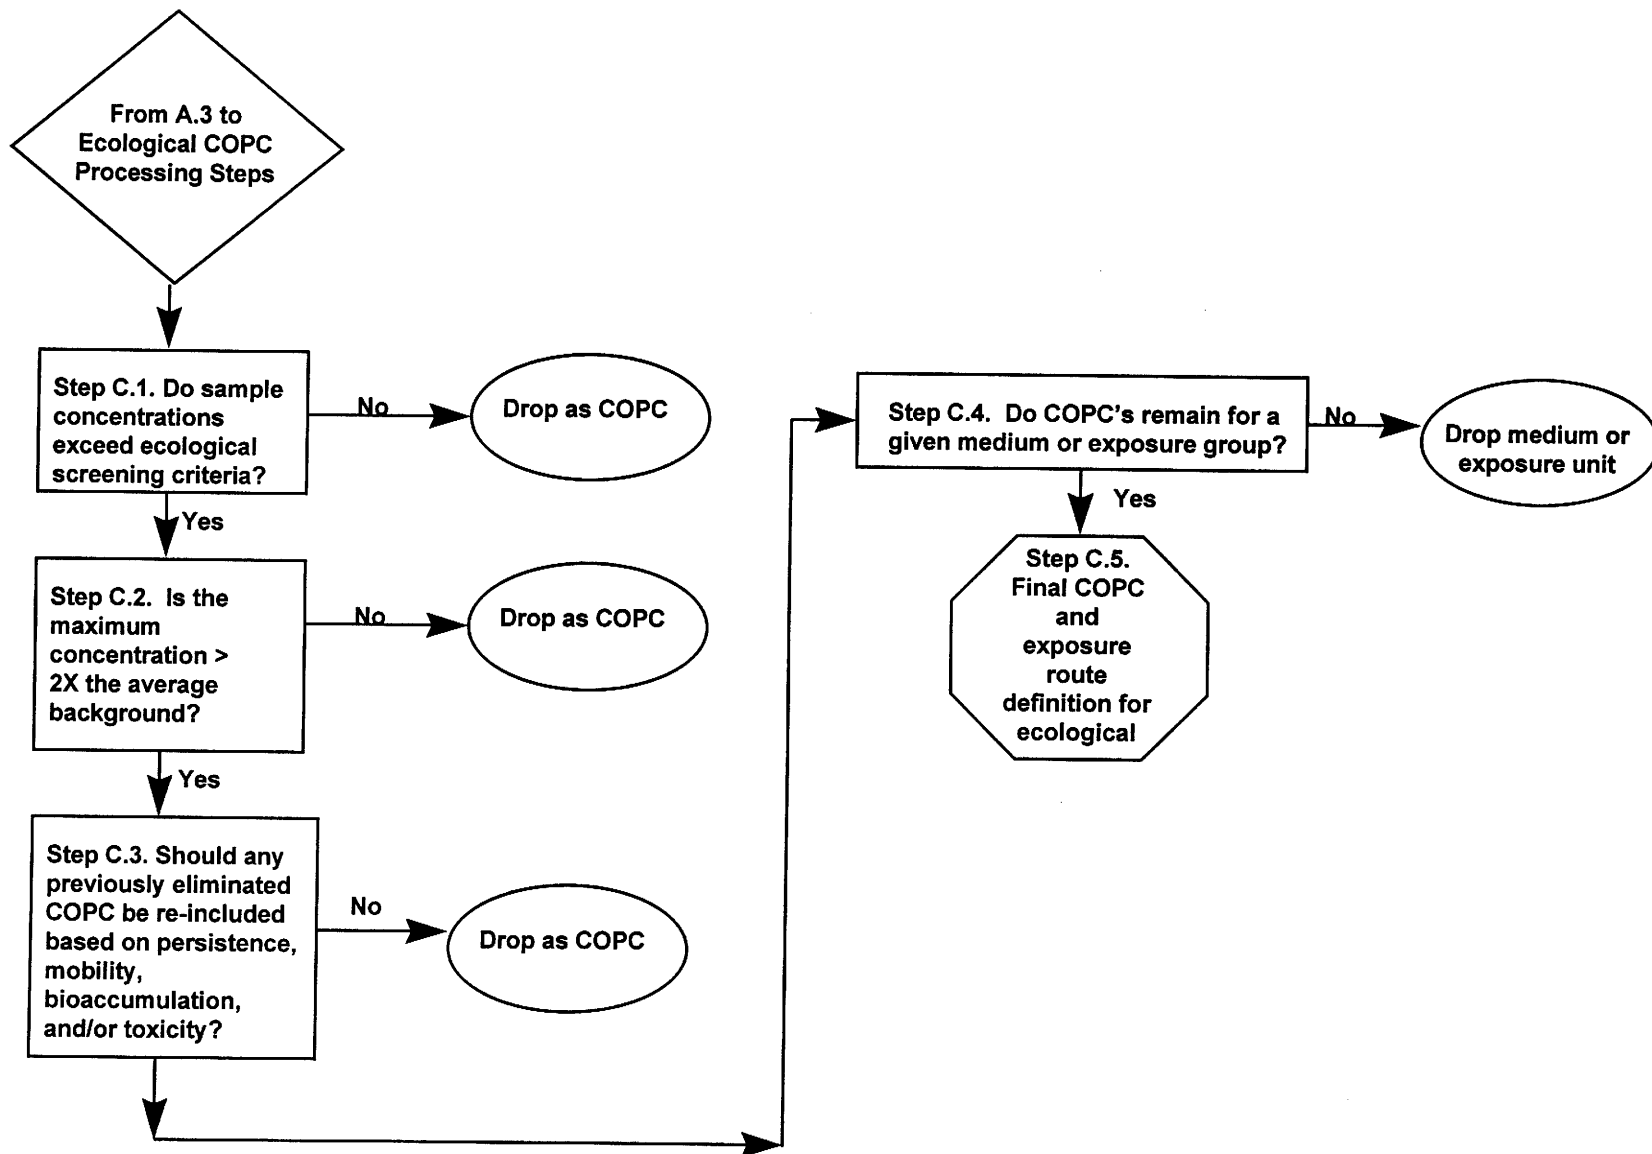 From A.3 to
Ecological COPC
Processing Steps
Step C.1. Do sample
concentrations
exceed ecological
screening criteria?
No
Drop as COPC
Yes
Step C.2.  Is the
maximum
concentration >
2X the average
background?
No
Drop as COPC
Yes
Step C.3. Should any
previously eliminated
COPC be re-included
based on persistence,
mobility,
bioaccumulation,
and/or toxicity?
No
Drop as COPC
Step C.4.  Do COPC's remain for a
given medium or exposure group?
No
Drop medium or
exposure unit
Yes
Step C.5.
Final COPC
and
exposure
route
definition for
ecological